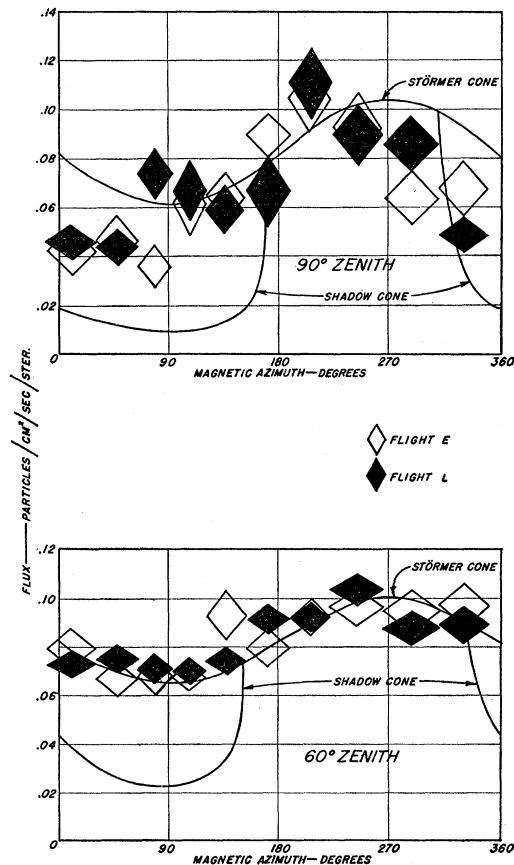 .12
.10
.08
.06
.04
.02
0
STÖRMER CONE
90° ZENITH
SHADOW CONE
90 180 270 360
MAGNETIC AZIMUTH—DEGREES
FLUX—PARTICLES/CM²/SEC/STER.
FLIGHT E
FLIGHT L
.12
.10
.08
.06
.04
.02
0
STÖRMER CONE
SHADOW CONE
60° ZENITH
90 180 270 360
MAGNETIC AZIMUTH—DEGREES